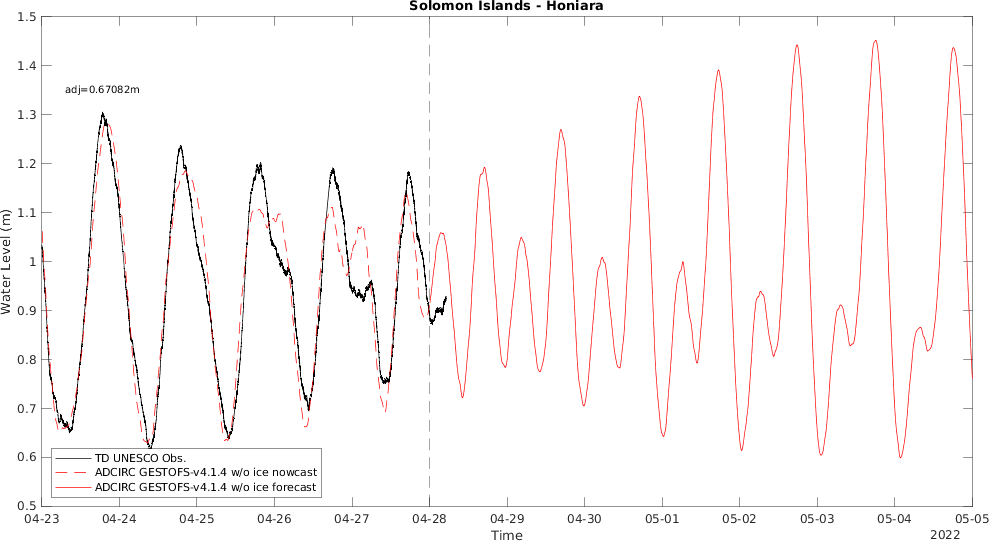 Solomon Islands - Honiara
1.5
1.4
1.3
1.2
1.1
1
0.9
0.8
0.7
0.6
0.5
Water Level (m)
adj=0.67082m
TD UNESCO Obs.
ADCIRC GESTOFS-v4.1.4 w/o ice nowcast
ADCIRC GESTOFS-v4.1.4 w/o ice forecast
04-23 04-24 04-25 04-26 04-27 04-28 04-29 04-30 05-01 05-02 05-03 05-04 05-05
Time
2022